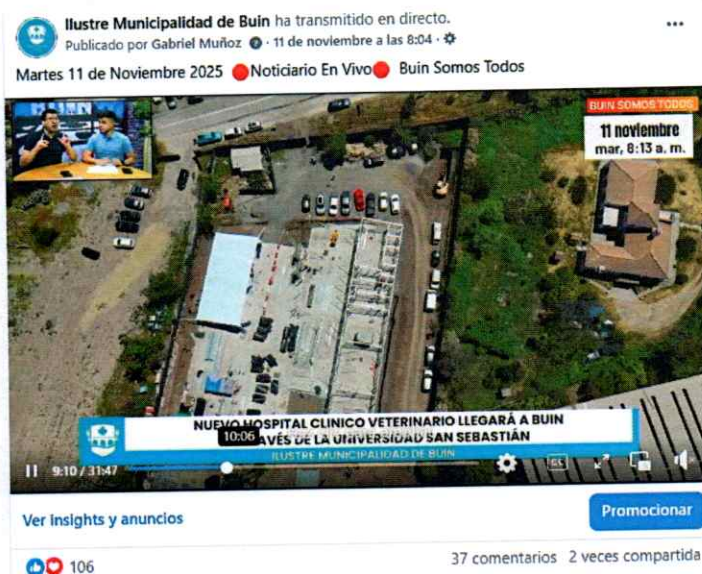 Ilustre Municipalidad de Buin ha transmitido en directo.
Publicado por Gabriel Muñoz · 11 de noviembre a las 8:04 ·
Martes 11 de Noviembre 2025 🔴Noticiario En Vivo🔴 Buin Somos Todos
BUIN SOMOS TODOS
11 noviembre
mar, 8:13 a. m.
NUEVO HOSPITAL CLINICO VETERINARIO LLEGARÁ A BUIN
AVÉS DE LA UNIVERSIDAD SAN SEBASTIÁN
10:06
ILUSTRE MUNICIPALIDAD DE BUIN
9:10 / 31:47
Ver insights y anuncios
Promocionar
106
37 comentarios 2 veces compartida